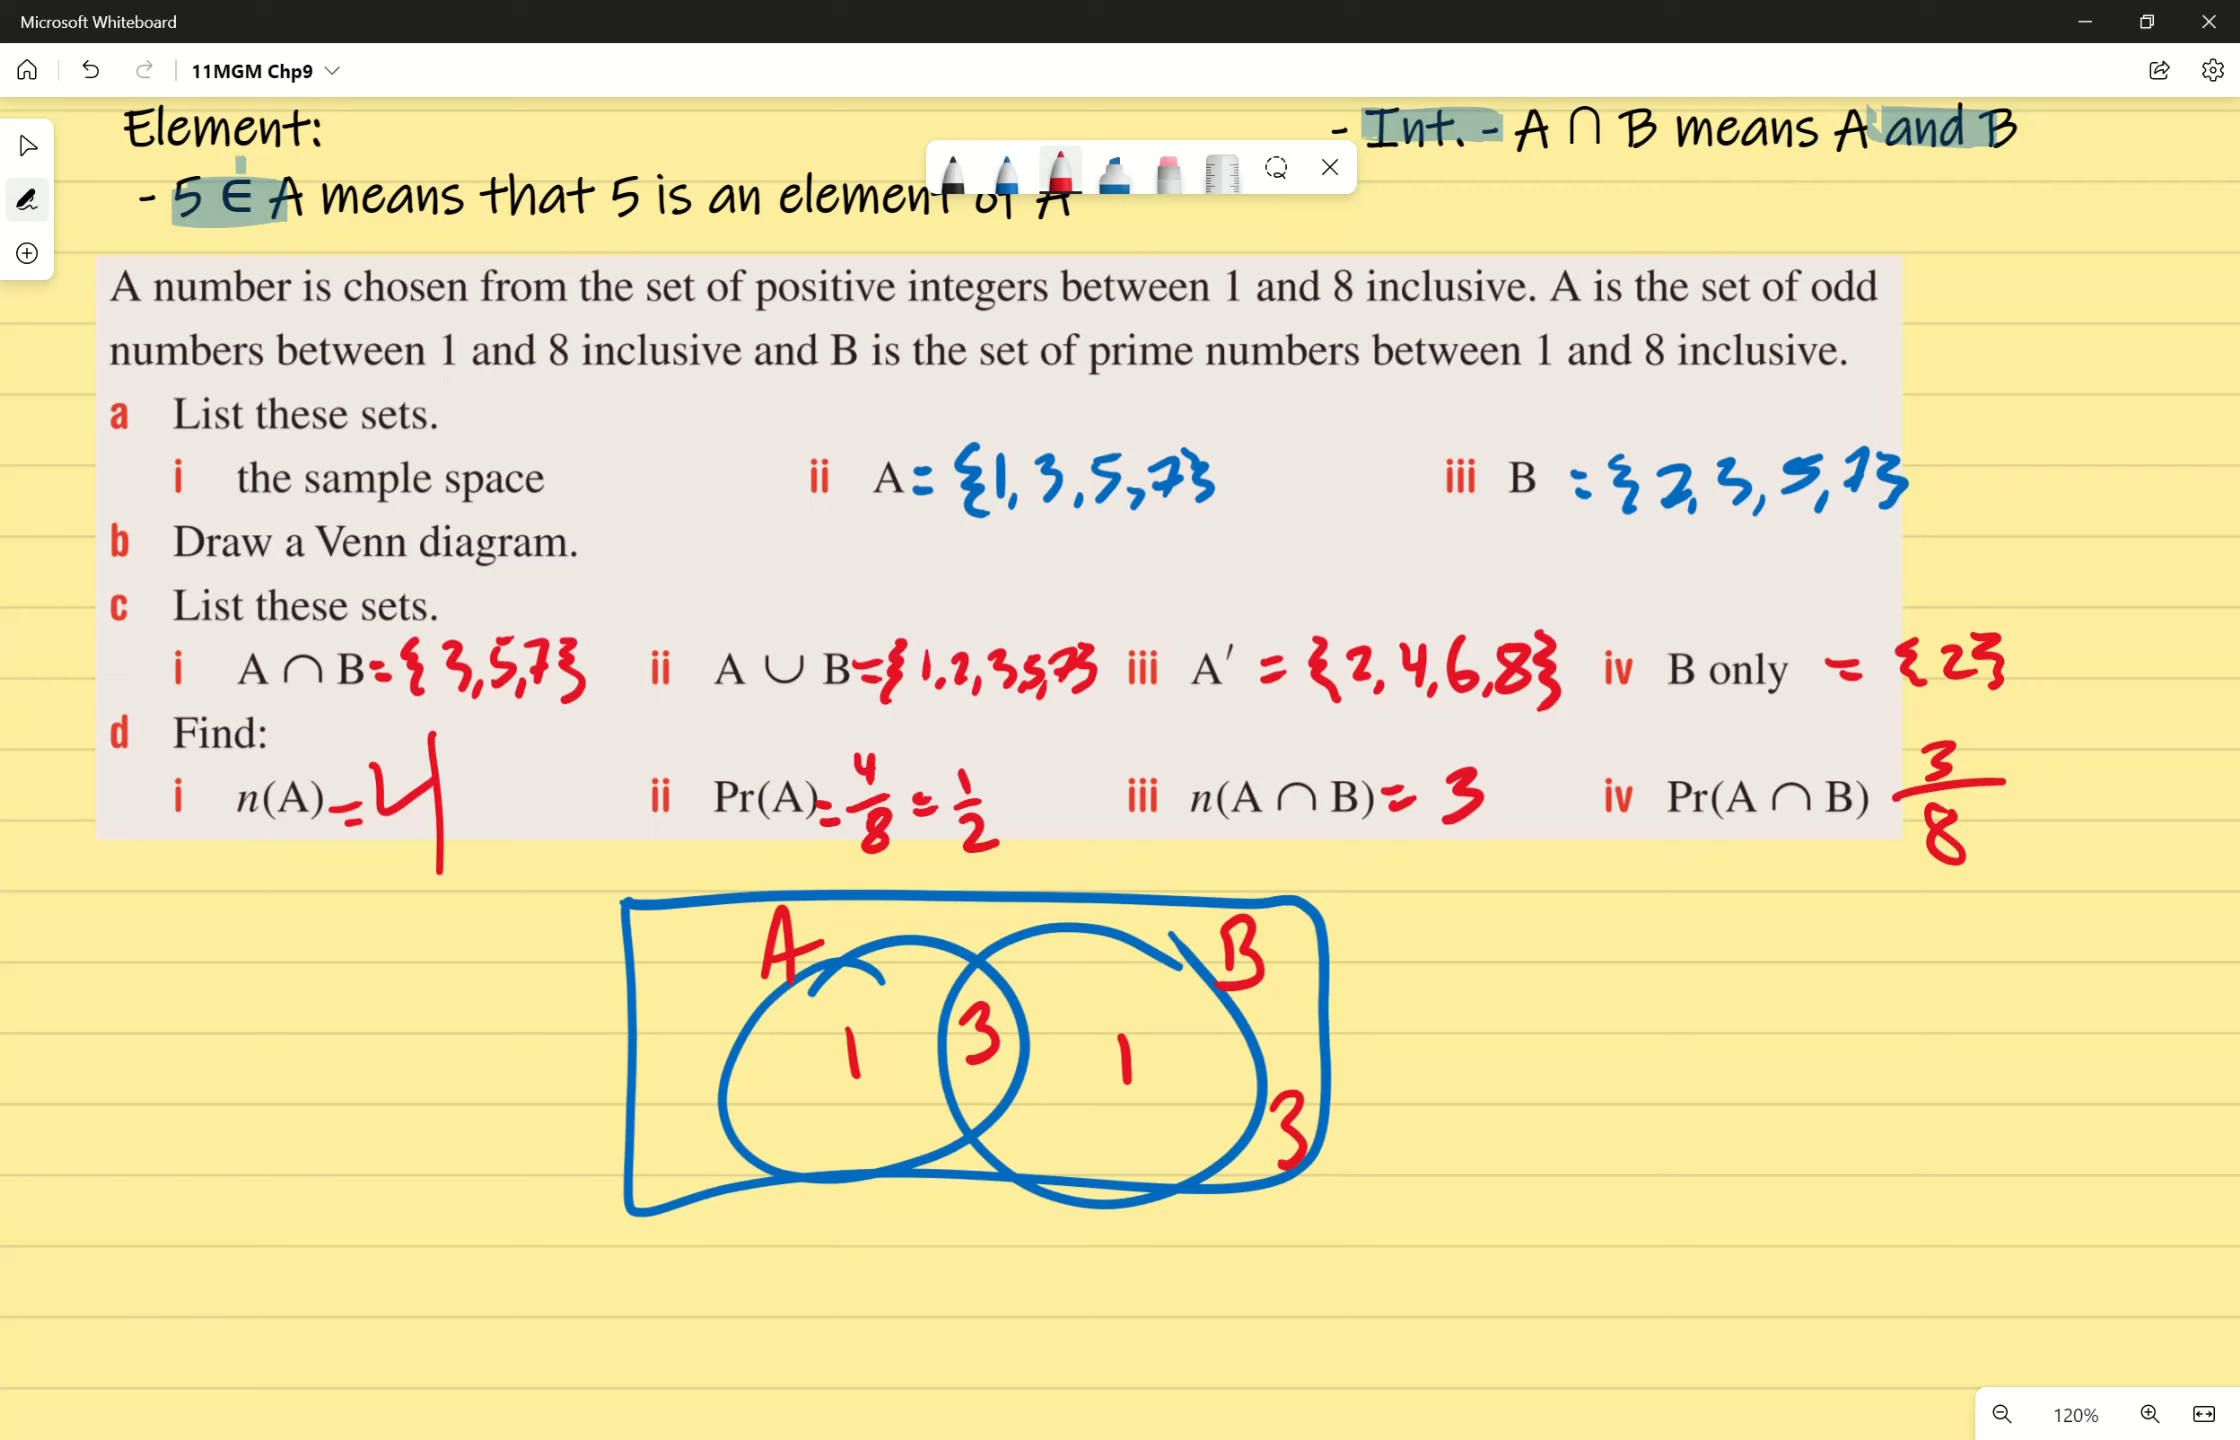 Microsoft Whiteboard
11MGM Chp9
Element:
- Int. - A ∩ B means A and B
- 5 ∈ A means that 5 is an element of A
A number is chosen from the set of positive integers between 1 and 8 inclusive. A is the set of odd
numbers between 1 and 8 inclusive and B is the set of prime numbers between 1 and 8 inclusive.
a List these sets.
i the sample space ii A = {1, 3, 5, 7} iii B = {2, 3, 5, 7}
b Draw a Venn diagram.
c List these sets.
i A ∩ B = {3, 5, 7} ii A ∪ B = {1, 2, 3, 5, 7} iii A′ = {2, 4, 6, 8} iv B only = {2}
d Find:
i n(A) = 4 ii Pr(A) = 4/8 = 1/2 iii n(A ∩ B) = 3 iv Pr(A ∩ B) 3/8
A B
1 3 1
3
120%